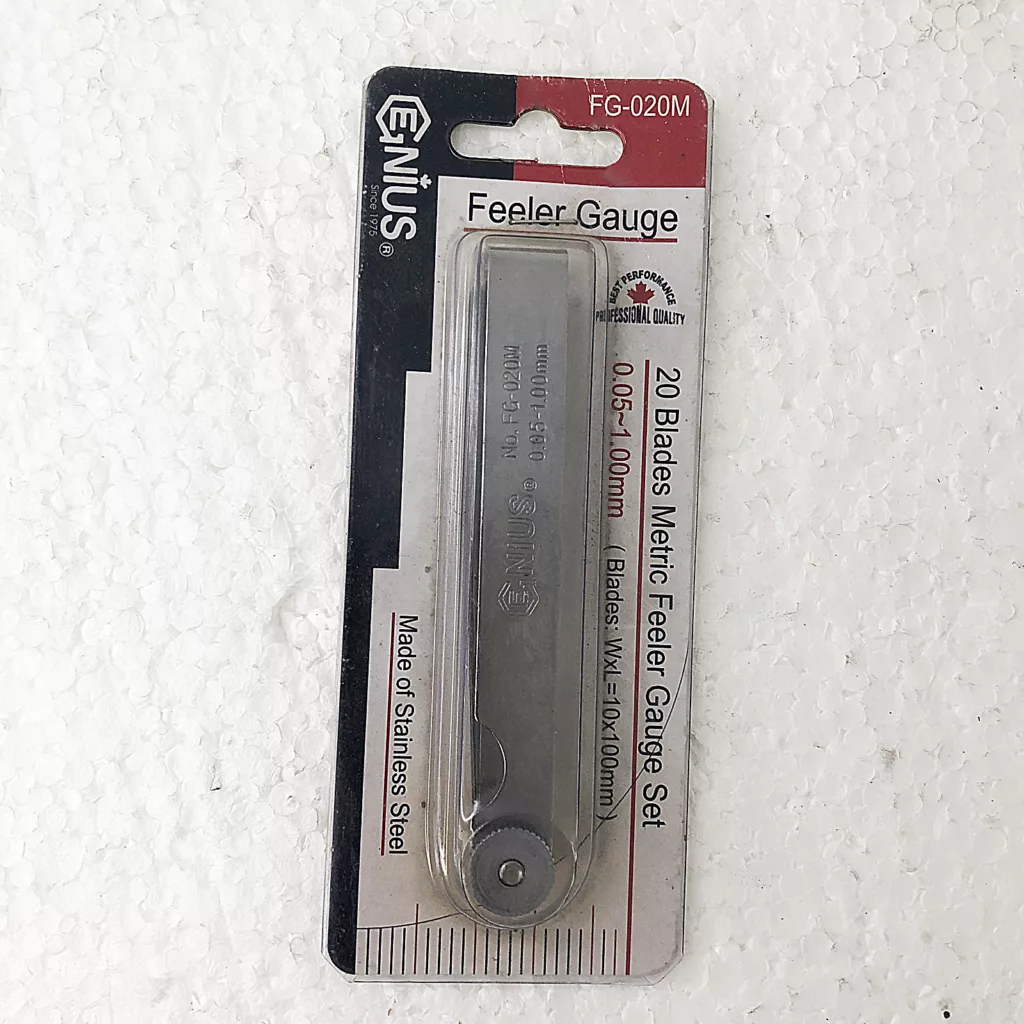 FG-020M
GENIUS®
Since 1975
Feeler Gauge
BEST PERFORMANCE
PROFESSIONAL QUALITY
20 Blades Metric Feeler Gauge Set
0.05~1.00mm ( Blades: WxL=10x100mm )
Made of Stainless Steel
GENIUS®
No. FG-020M
0.05-1.00mm